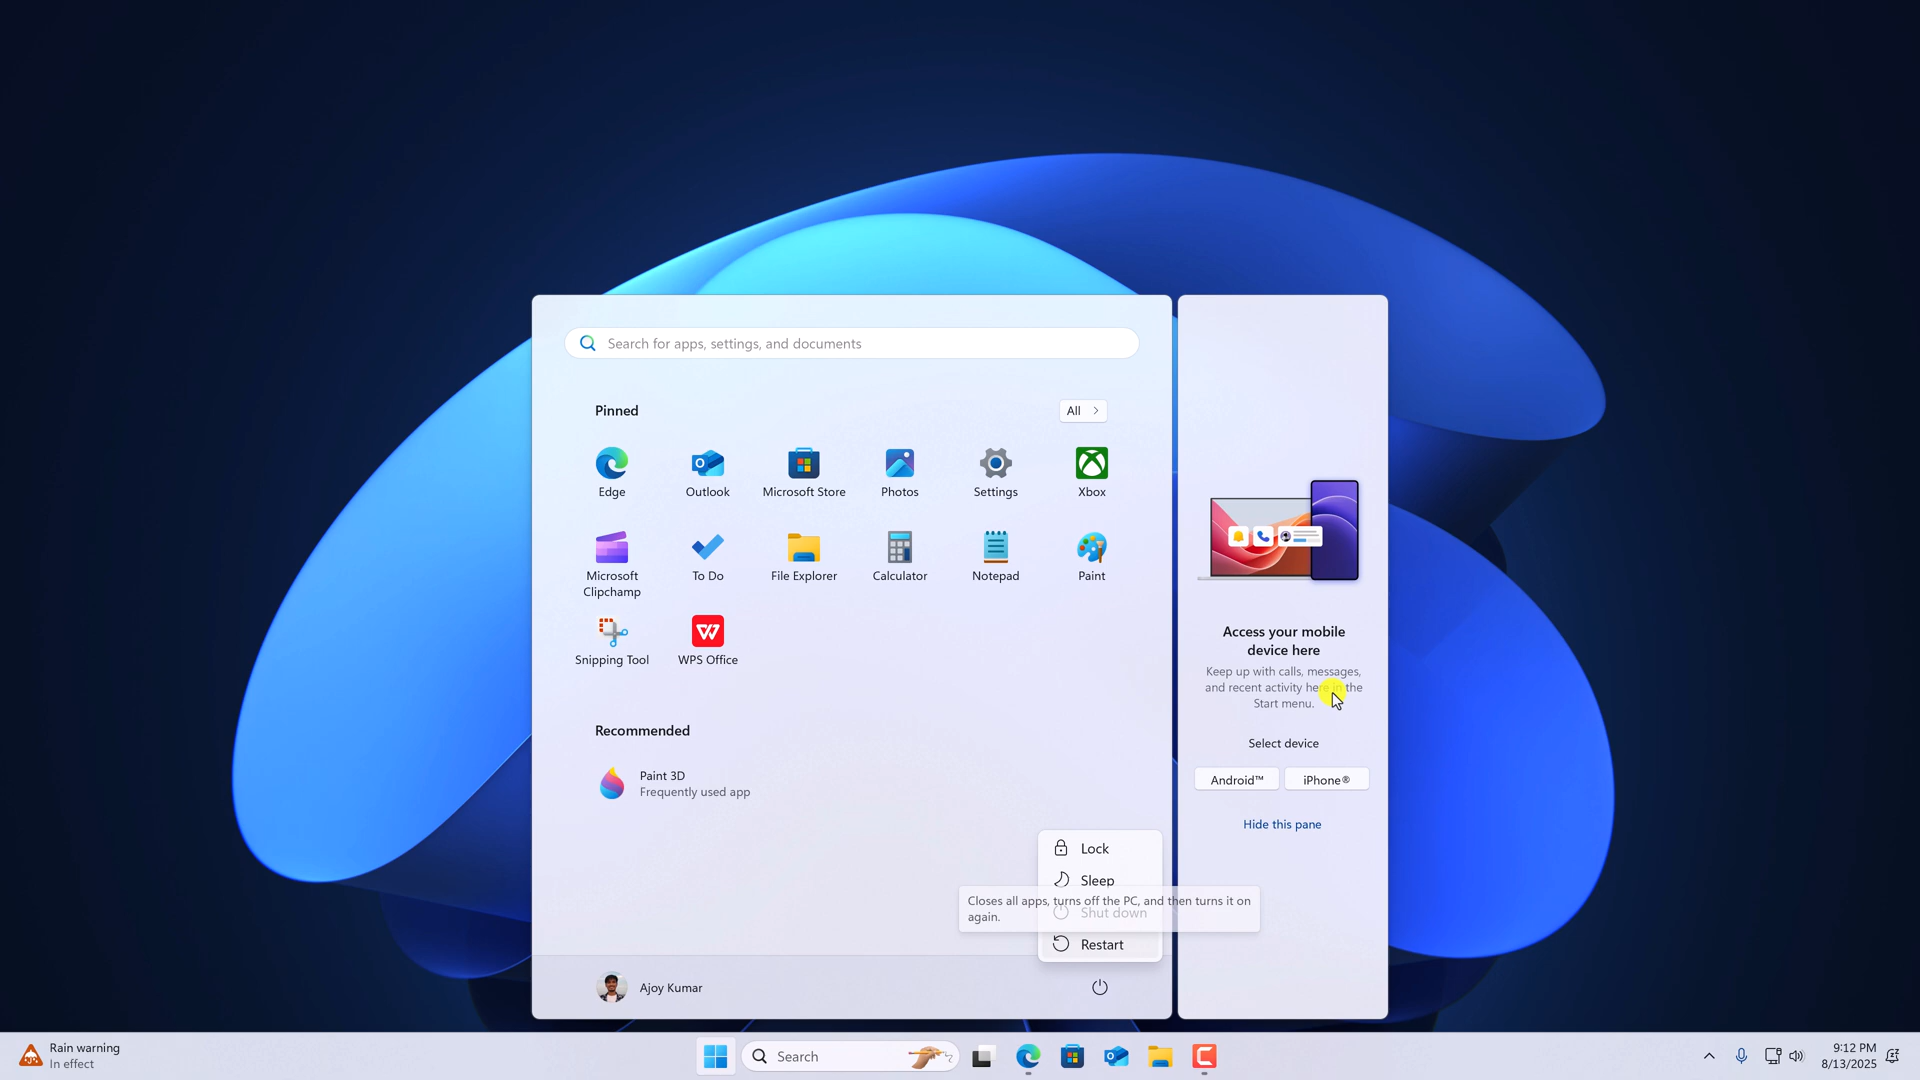 Search for apps, settings, and documents
Pinned
All
Edge
Outlook
Microsoft Store
Photos
Settings
Xbox
Microsoft
Clipchamp
To Do
File Explorer
Calculator
Notepad
Paint
Snipping Tool
WPS Office
Recommended
Paint 3D
Frequently used app
Access your mobile
device here
Keep up with calls, messages,
and recent activity here in the
Start menu.
Select device
Android™
iPhone®
Hide this pane
Lock
Sleep
Closes all apps, turns off the PC, and then turns it on
again.
Shut down
Restart
Ajoy Kumar
Rain warning
In effect
Search
9:12 PM
8/13/2025